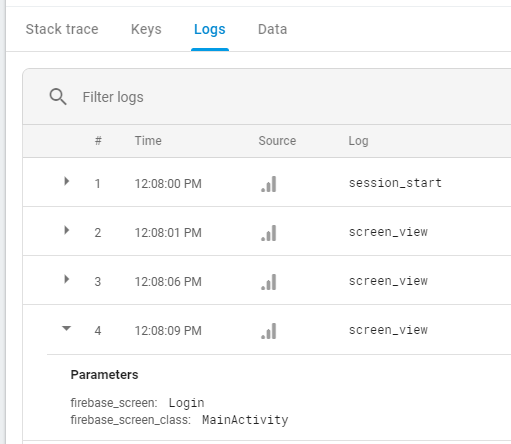 Stack trace Keys Logs Data
Filter logs
# Time Source Log
1 12:08:00 PM session_start
2 12:08:01 PM screen_view
3 12:08:06 PM screen_view
4 12:08:09 PM screen_view
Parameters
firebase_screen: Login
firebase_screen_class: MainActivity